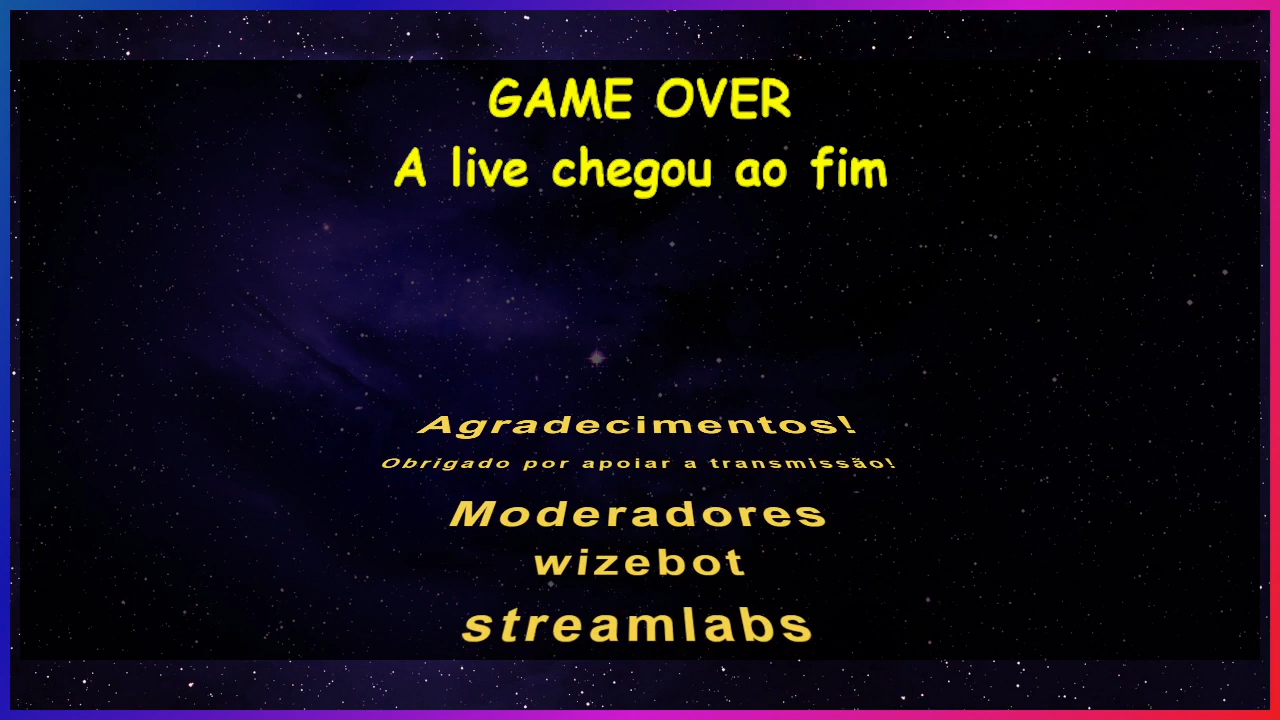 GAME OVER
A live chegou ao fim
Agradecimentos!
Obrigado por apoiar a transmissão!
Moderadores
wizebot
streamlabs